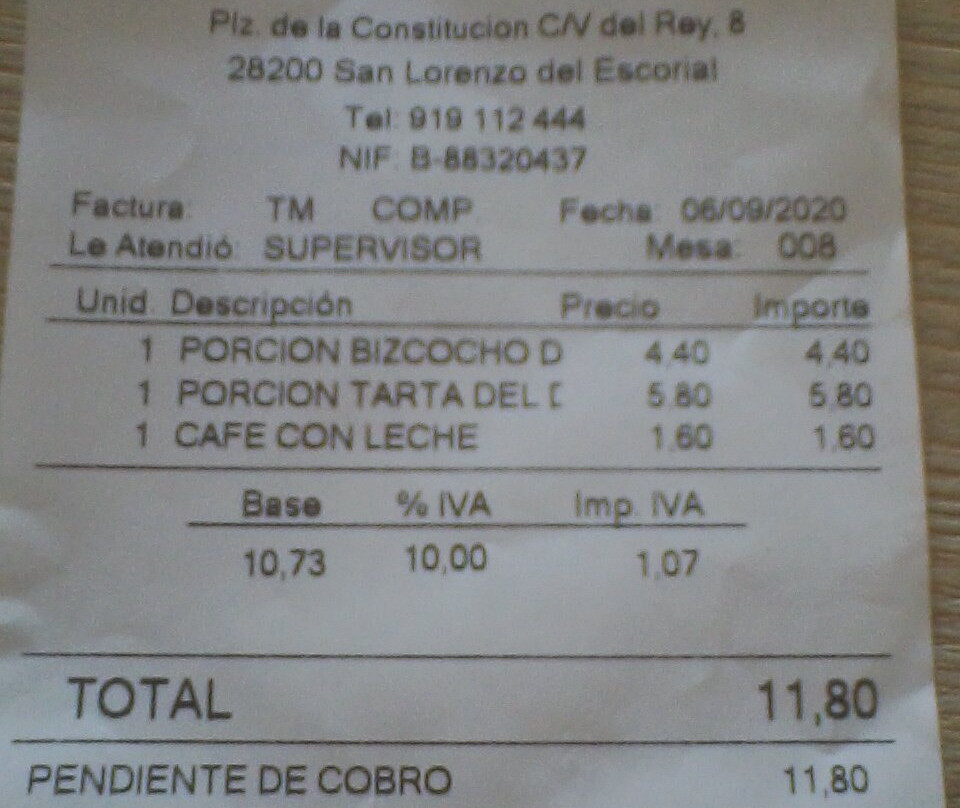 Plz. de la Constitucion C/V del Rey, 8
28200 San Lorenzo del Escorial
Tel: 919 112 444
NIF: B-88320437
Factura: TM COMP Fecha: 06/09/2020
Le Atendió: SUPERVISOR Mesa: 008
Unid. Descripción Precio Importe
1 PORCION BIZCOCHO D 4,40 4,40
1 PORCION TARTA DEL 5,80 5,80
1 CAFE CON LECHE 1,60 1,60
Base % IVA Imp. IVA
10,73 10,00 1,07
TOTAL 11,80
PENDIENTE DE COBRO 11,80